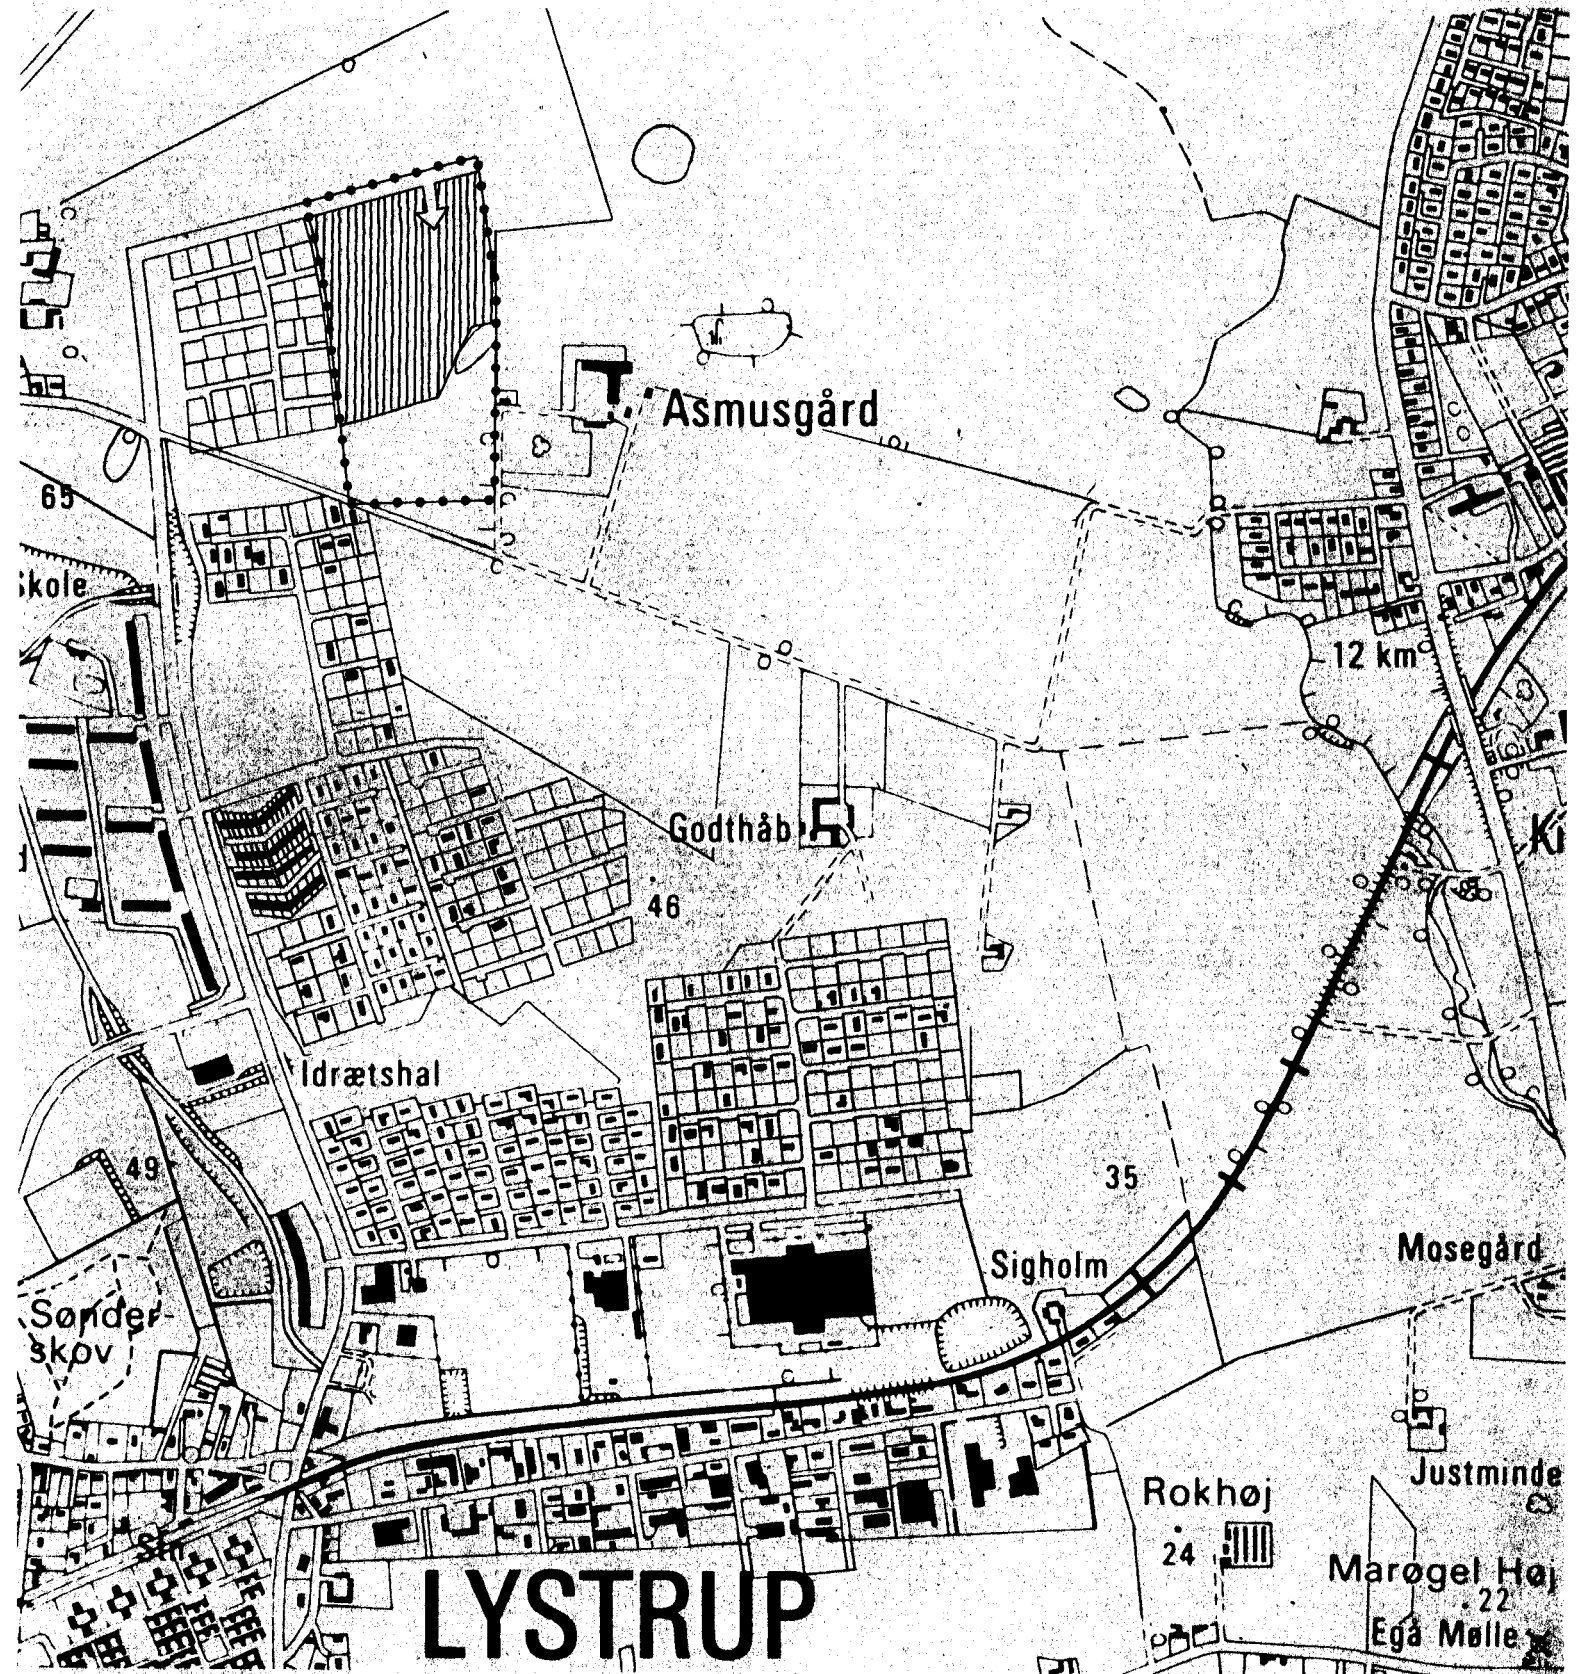 Asmusgård
65
Skole
12 km
Godthåb
46
Idrætshal
49
35
Sigholm
Mosegård
Sønder-
skov
Justminde
Rokhøj
24
Stn
Marøgel Høj
22
LYSTRUP
Egå Mølle